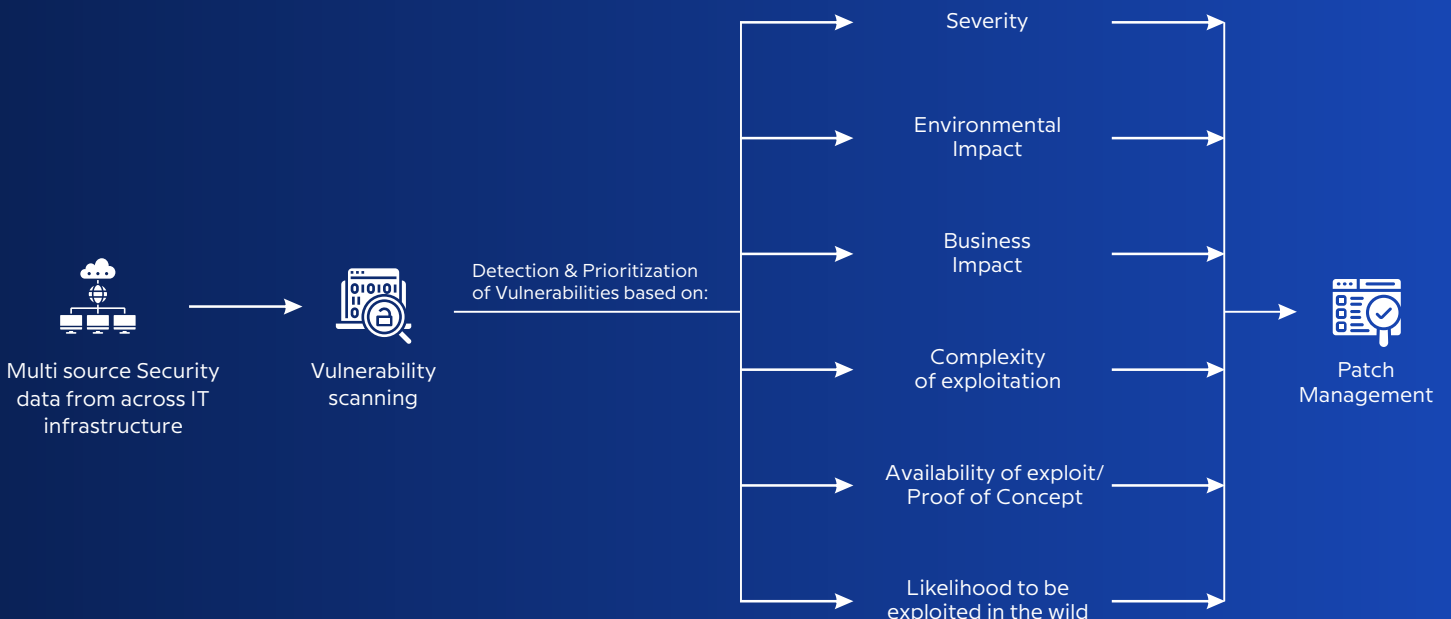 Multi source Security
data from across IT
infrastructure
Vulnerability
scanning
Detection & Prioritization
of Vulnerabilities based on:
Severity
Environmental
Impact
Business
Impact
Complexity
of exploitation
Availability of exploit/
Proof of Concept
Likelihood to be
exploited in the wild
Patch
Management